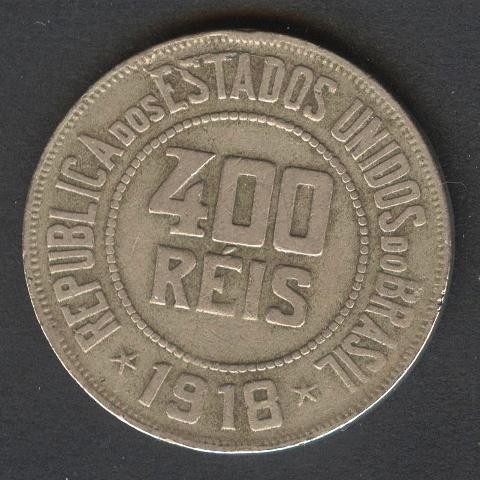 REPUBLICA DOS ESTADOS UNIDOS DO BRASIL
400
RÉIS
1918